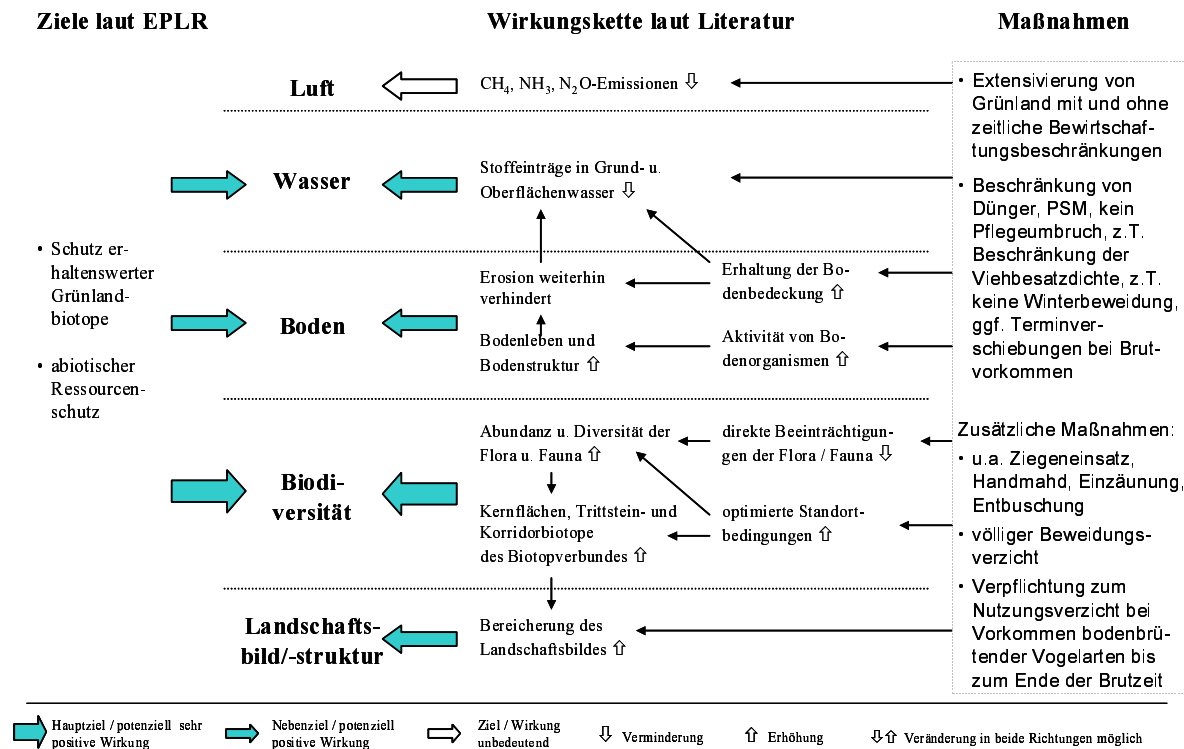 Ziele laut EPLR
Wirkungskette laut Literatur
Maßnahmen
Luft
CH₄, NH₃, N₂O-Emissionen ⇩
Wasser
Stoffeinträge in Grund- u.
Oberflächenwasser ⇩
• Schutz er-
haltenswerter
Grünland-
biotope
• abiotischer
Ressourcen-
schutz
Boden
Erosion weiterhin
verhindert
Erhaltung der Bo-
denbedeckung ⇧
Bodenleben und
Bodenstruktur ⇧
Aktivität von Bo-
denorganismen ⇧
Biodi-
versität
Abundanz u. Diversität der
Flora u. Fauna ⇧
direkte Beeinträchtigun-
gen der Flora / Fauna ⇩
Kernflächen, Trittstein- und
Korridorbiotope
des Biotopverbundes ⇧
optimierte Standort-
bedingungen ⇧
Landschafts-
bild/-struktur
Bereicherung des
Landschaftsbildes ⇧
• Extensivierung von
Grünland mit und ohne
zeitliche Bewirtschaf-
tungsbeschränkungen
• Beschränkung von
Dünger, PSM, kein
Pflegeumbruch, z.T.
Beschränkung der
Viehbesatzdichte, z.T.
keine Winterbeweidung,
ggf. Terminver-
schiebungen bei Brut-
vorkommen
Zusätzliche Maßnahmen:
• u.a. Ziegeneinsatz,
Handmahd, Einzäunung,
Entbuschung
• völliger Beweidungs-
verzicht
• Verpflichtung zum
Nutzungsverzicht bei
Vorkommen bodenbrü-
tender Vogelarten bis
zum Ende der Brutzeit
Hauptziel / potenziell sehr
positive Wirkung
Nebenziel / potenziell
positive Wirkung
Ziel / Wirkung
unbedeutend
⇩ Verminderung
⇧ Erhöhung
⇩⇧ Veränderung in beide Richtungen möglich